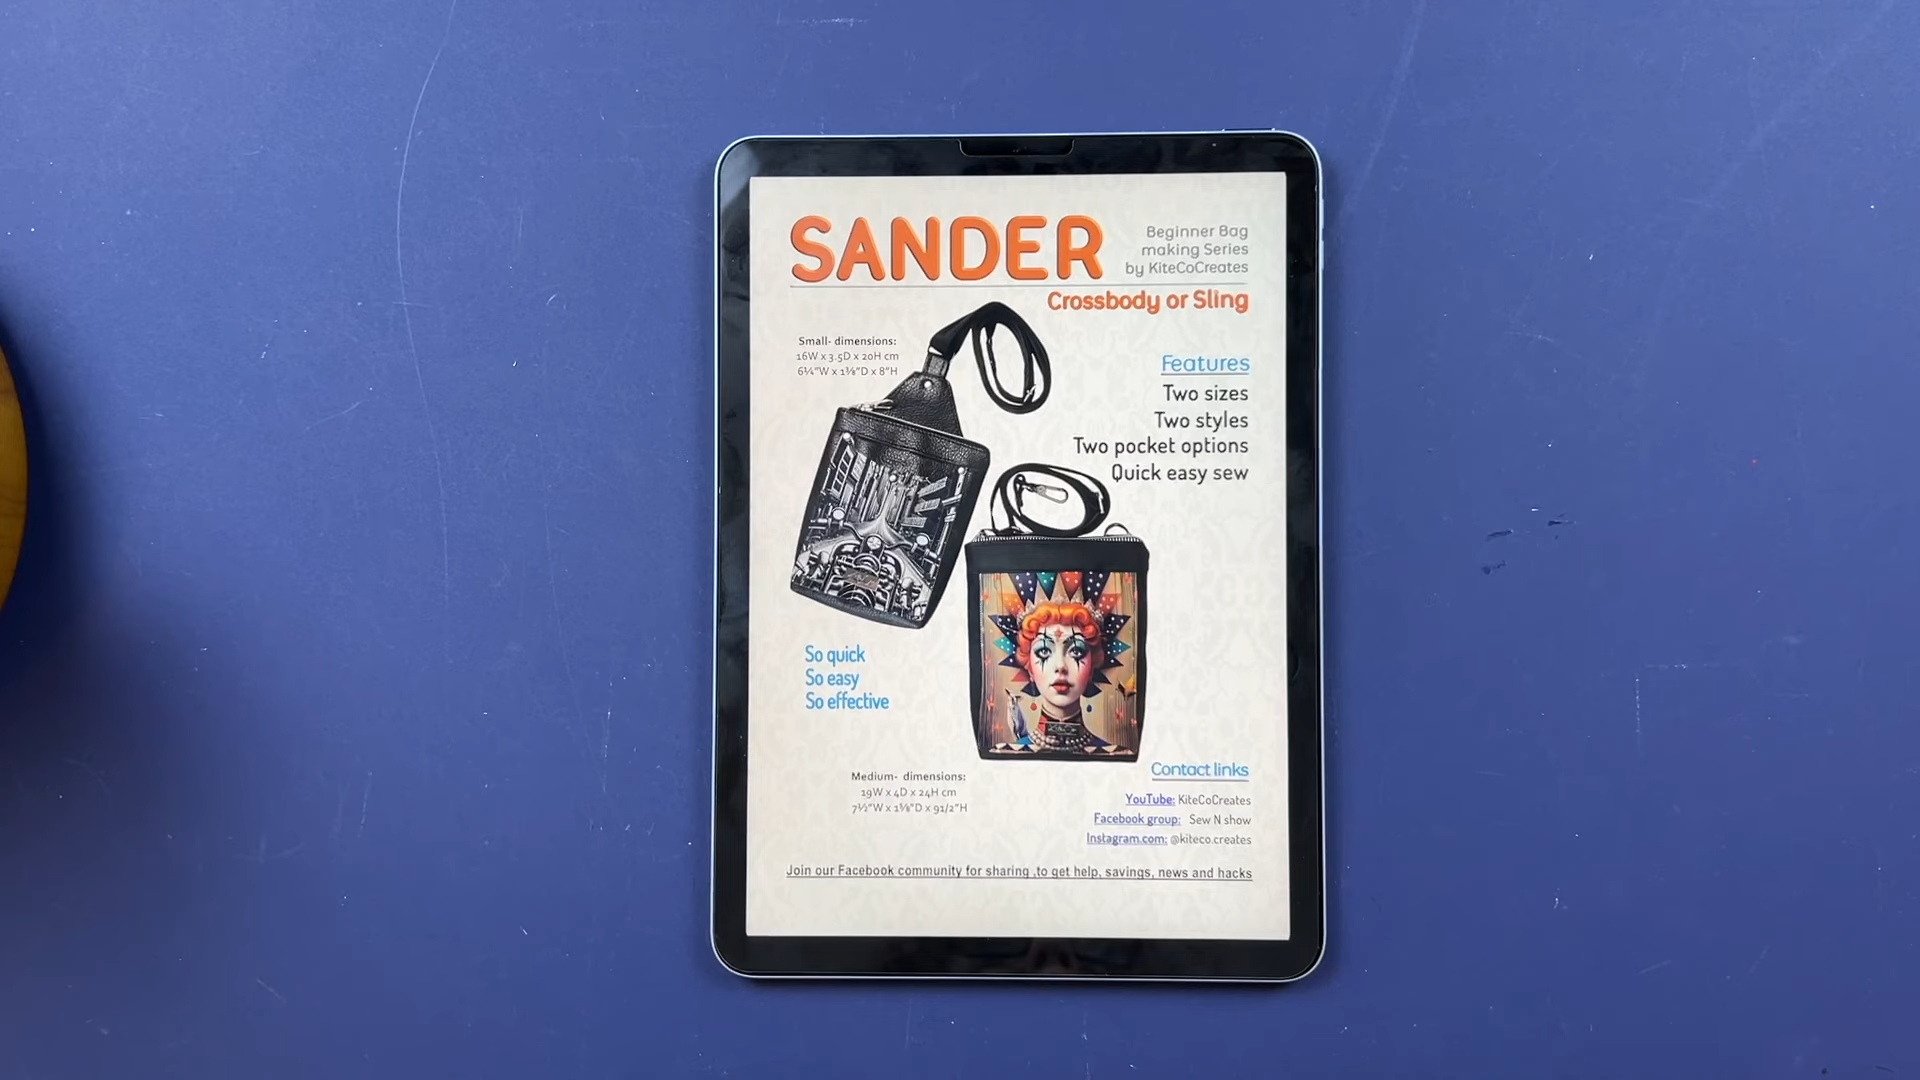 SANDER
Beginner Bag
making Series
by KiteCoCreates
Crossbody or Sling
Small- dimensions:
16W x 3.5D x 20H cm
6¼"W x 1⅜"D x 8"H
Features
Two sizes
Two styles
Two pocket options
Quick easy sew
So quick
So easy
So effective
Medium- dimensions:
19W x 4D x 24H cm
7½"W x 1⅝"D x 91/2"H
Contact links
YouTube: KiteCoCreates
Facebook group: Sew N show
Instagram.com: @kiteco.creates
Join our Facebook community for sharing ,to get help, savings, news and hacks